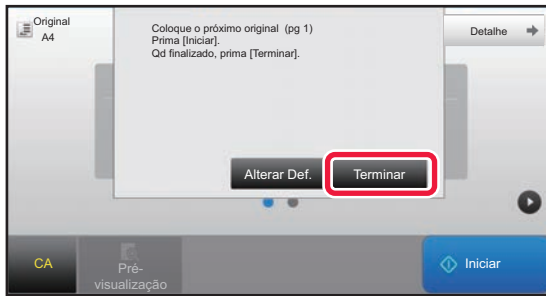 Original
A4
Coloque o próximo original (pg 1)
Prima [Iniciar].
Qd finalizado, prima [Terminar].
Detalhe
Alterar Def.
Terminar
CA
Pré-
visualização
Iniciar